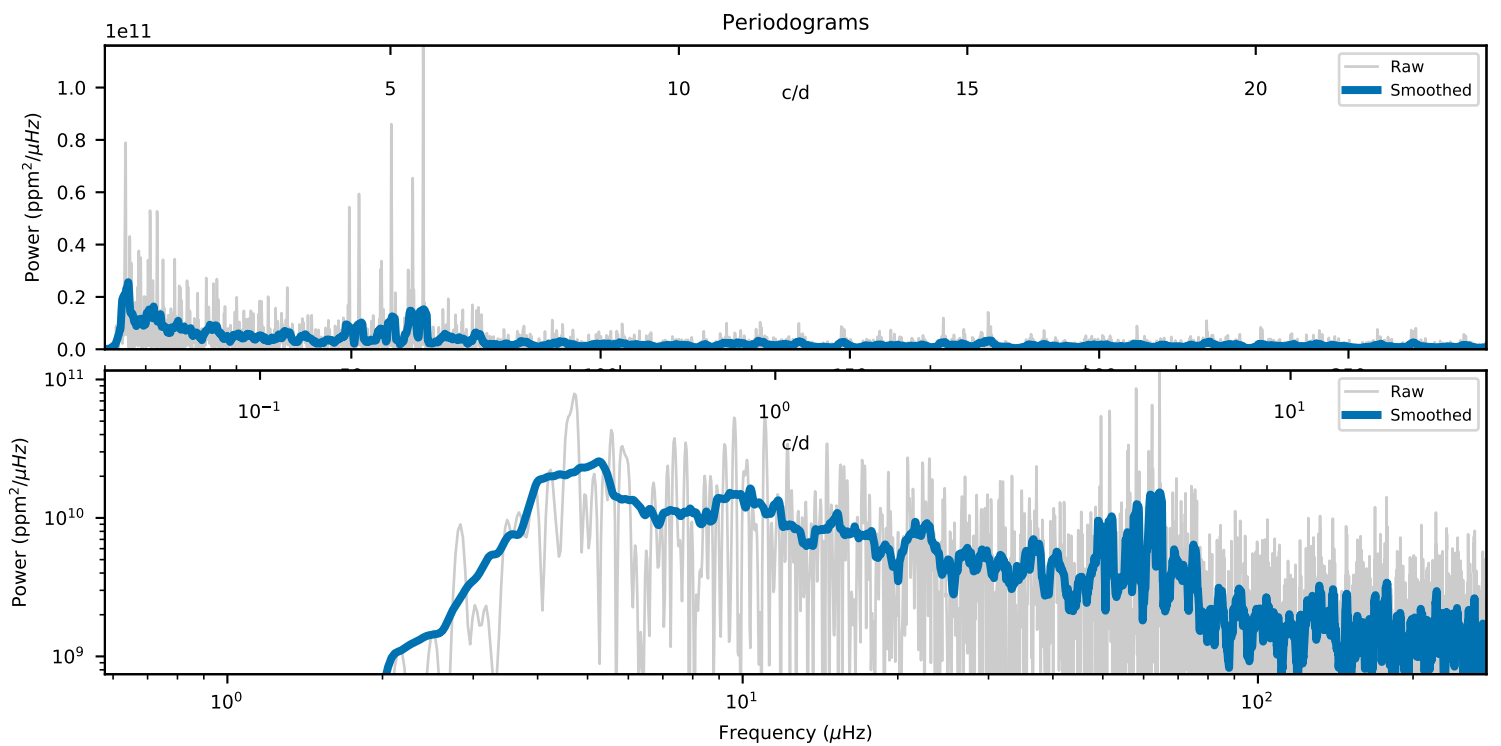 Periodograms
1e11
Raw
Smoothed
5
10
15
20
c/d
1.0
0.8
0.6
0.4
0.2
0.0
Power (ppm²/μHz)
Raw
Smoothed
10⁻¹
10⁰
10¹
c/d
10¹¹
10¹⁰
10⁹
Power (ppm²/μHz)
10⁰
10¹
10²
Frequency (μHz)